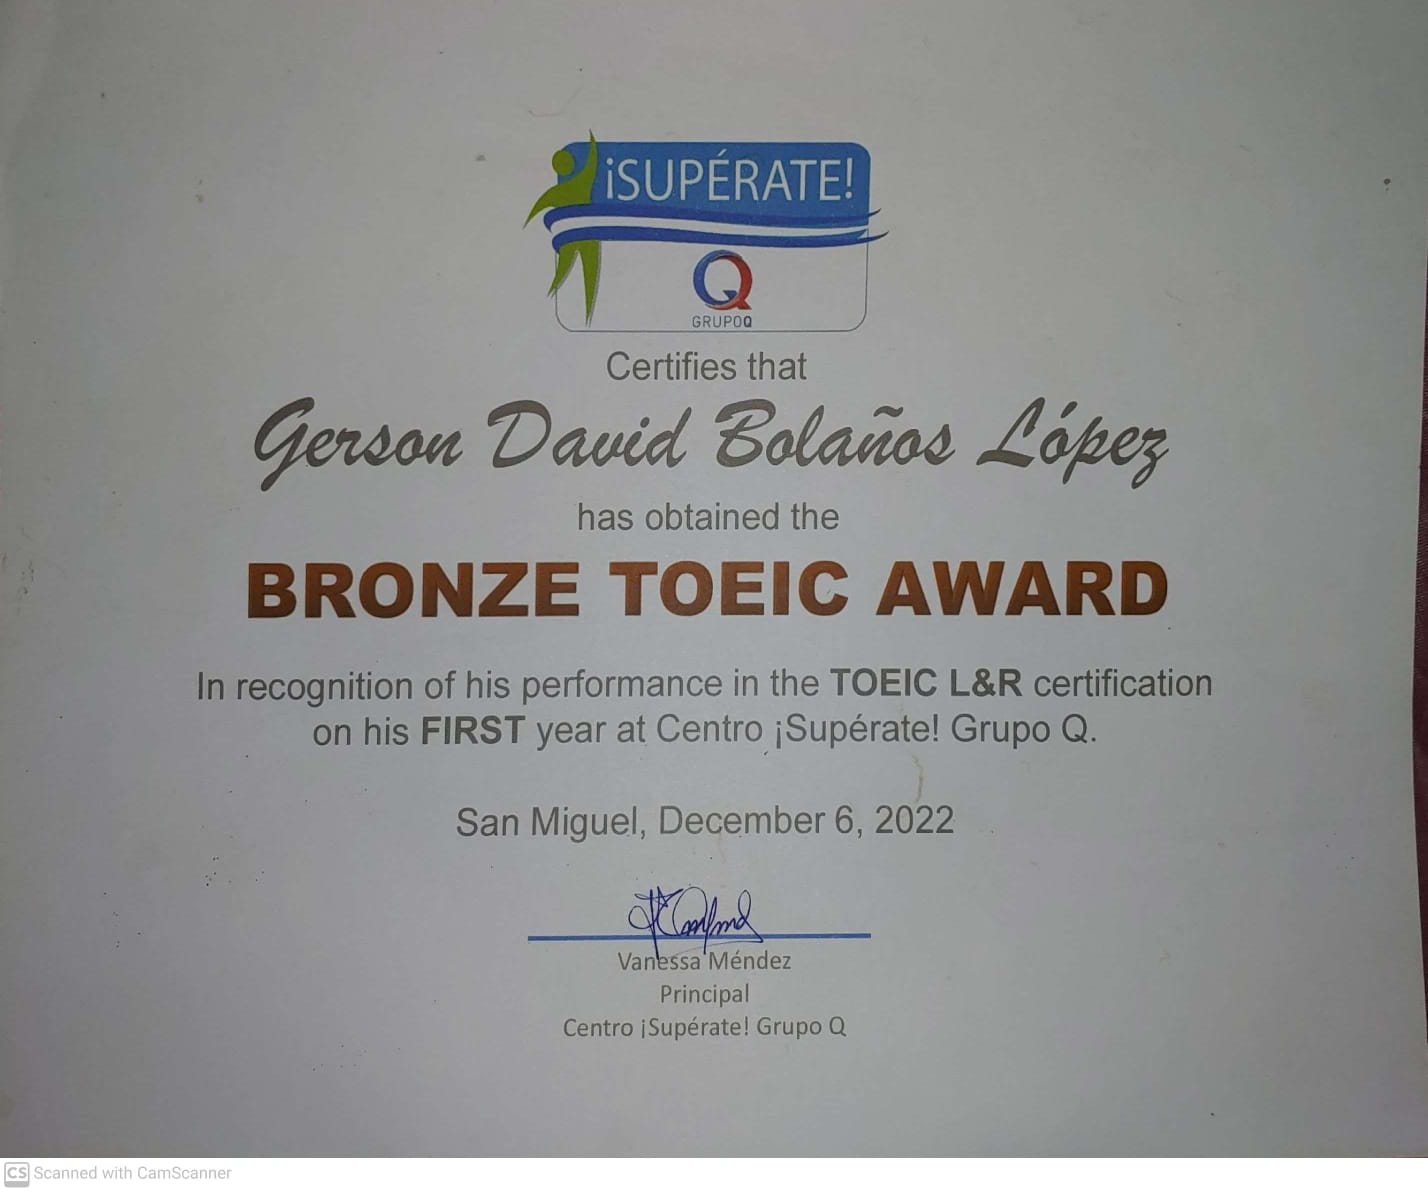 ¡SUPÉRATE!
GRUPOQ
Certifies that
Gerson David Bolaños López
has obtained the
BRONZE TOEIC AWARD
In recognition of his performance in the TOEIC L&R certification
on his FIRST year at Centro ¡Supérate! Grupo Q.
San Miguel, December 6, 2022
Vanessa Méndez
Principal
Centro ¡Supérate! Grupo Q
CS Scanned with CamScanner